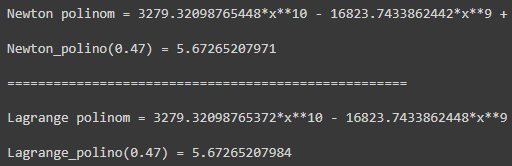 Newton polinom = 3279.32098765448*x**10 - 16823.7433862442*x**9 +
Newton_polino(0.47) = 5.67265207971
====================================================
Lagrange polinom = 3279.32098765372*x**10 - 16823.7433862448*x**9
Lagrange_polino(0.47) = 5.67265207984